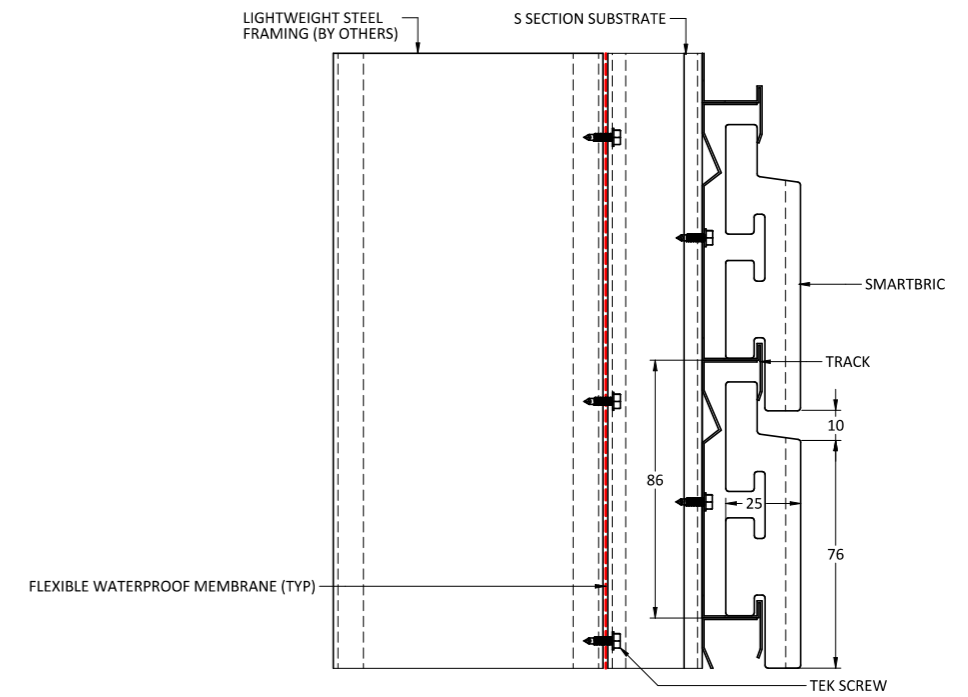 LIGHTWEIGHT STEEL
FRAMING (BY OTHERS)
S SECTION SUBSTRATE
SMARTBRIC
TRACK
10
86
25
76
FLEXIBLE WATERPROOF MEMBRANE (TYP)
TEK SCREW